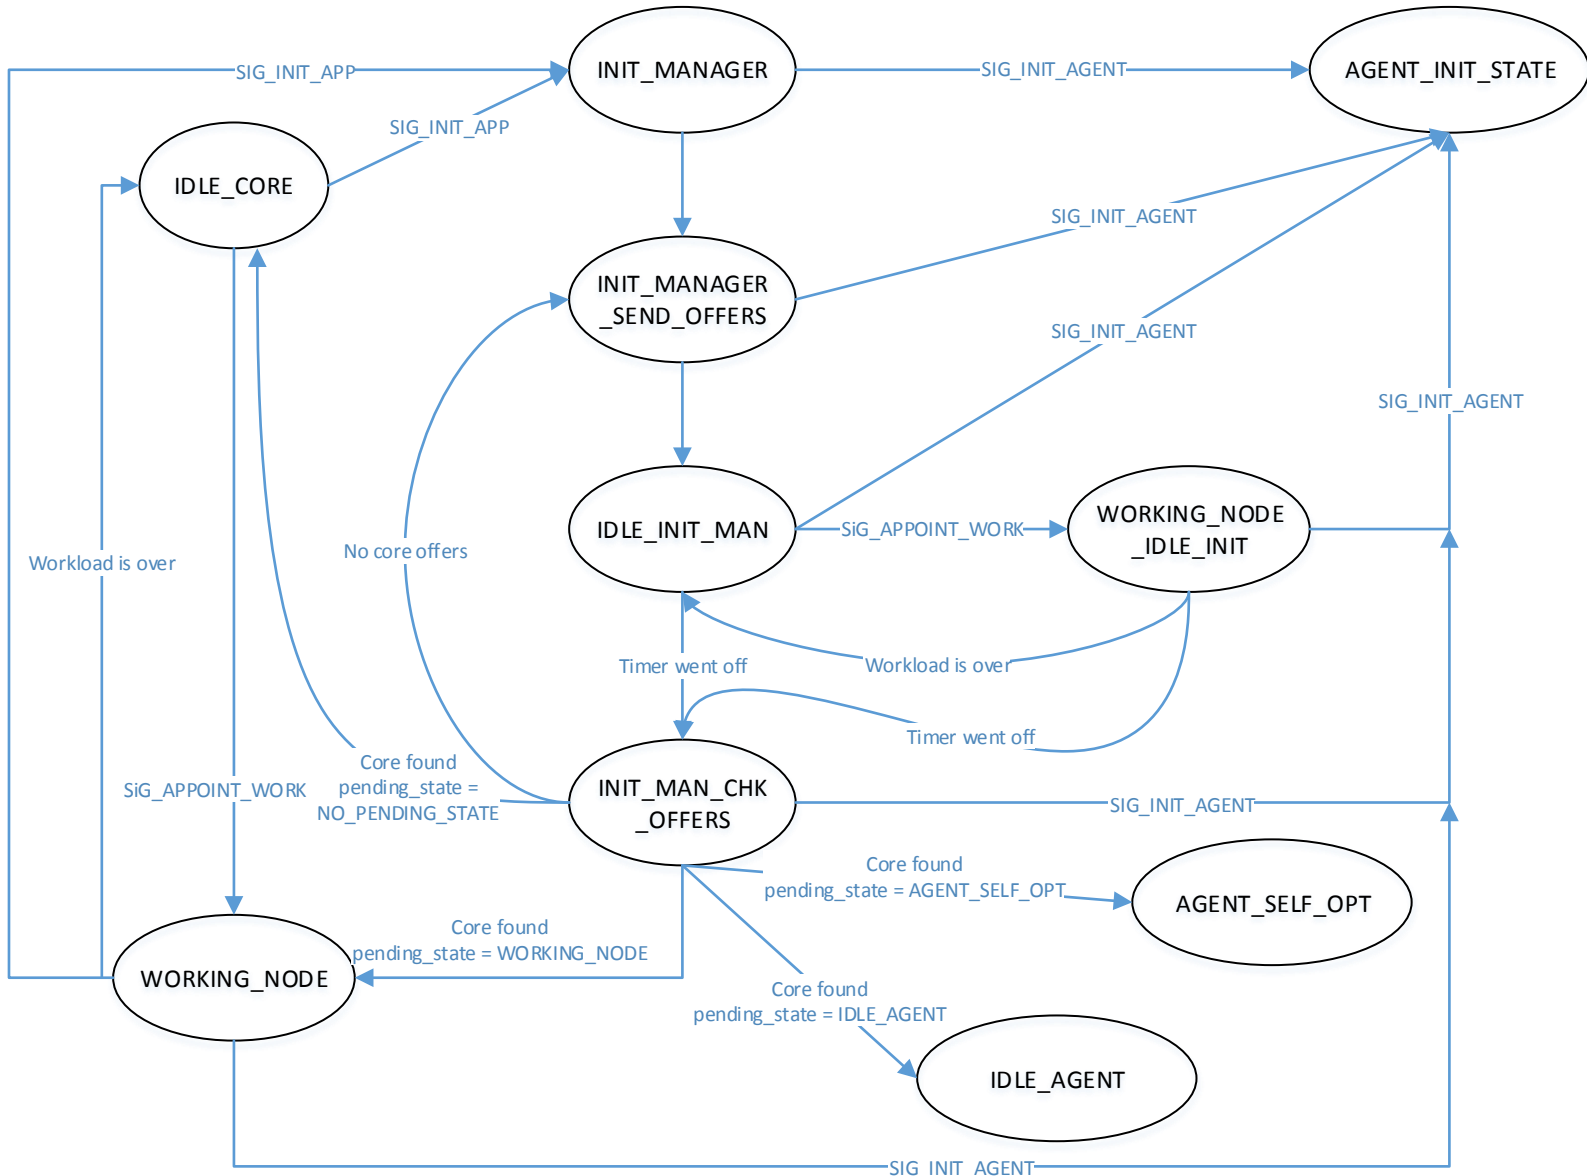 INIT_MANAGER
AGENT_INIT_STATE
SIG_INIT_APP
SIG_INIT_AGENT
SIG_INIT_APP
IDLE_CORE
SIG_INIT_AGENT
INIT_MANAGER
_SEND_OFFERS
SIG_INIT_AGENT
SIG_INIT_AGENT
IDLE_INIT_MAN
SiG_APPOINT_WORK
WORKING_NODE
_IDLE_INIT
No core offers
Workload is over
Timer went off
Workload is over
Timer went off
Core found
pending_state =
NO_PENDING_STATE
SiG_APPOINT_WORK
INIT_MAN_CHK
_OFFERS
SIG_INIT_AGENT
Core found
pending_state = AGENT_SELF_OPT
AGENT_SELF_OPT
Core found
pending_state = WORKING_NODE
WORKING_NODE
Core found
pending_state = IDLE_AGENT
IDLE_AGENT
SIG_INIT_AGENT